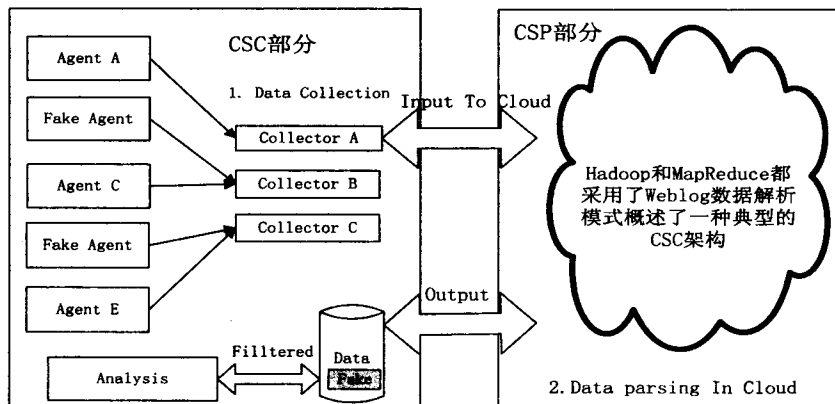 CSC部分
CSP部分
Agent A
1. Data Collection
Input To Cloud
Fake Agent
Collector A
Agent C
Collector B
Fake Agent
Collector C
Agent E
Hadoop和MapReduce都
采用了Weblog数据解析
模式概述了一种典型的
CSC架构
Output
Filltered
Data
Fake
Analysis
2.Data parsing In Cloud